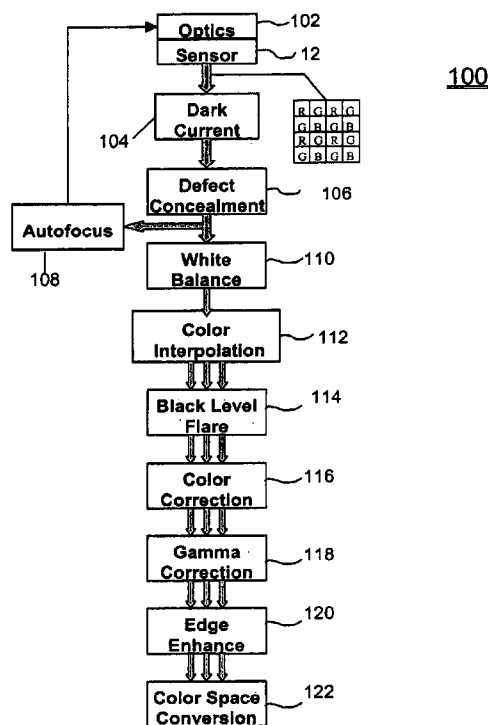 Optics
102
Sensor
12
100
R G R G
G B G B
R G R G
G B G B
Dark
Current
104
Defect
Concealment
106
Autofocus
108
White
Balance
110
Color
Interpolation
112
Black Level
Flare
114
Color
Correction
116
Gamma
Correction
118
Edge
Enhance
120
Color Space
Conversion
122